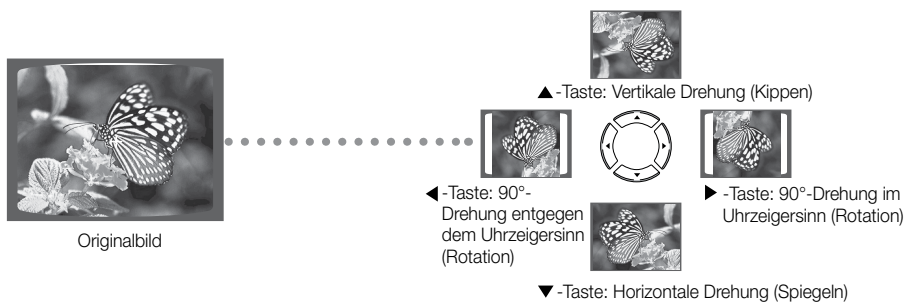 ▲-Taste: Vertikale Drehung (Kippen)
◀-Taste: 90°-
Drehung entgegen
dem Uhrzeigersinn
(Rotation)
▶-Taste: 90°-Drehung im
Uhrzeigersinn (Rotation)
Originalbild
▼-Taste: Horizontale Drehung (Spiegeln)